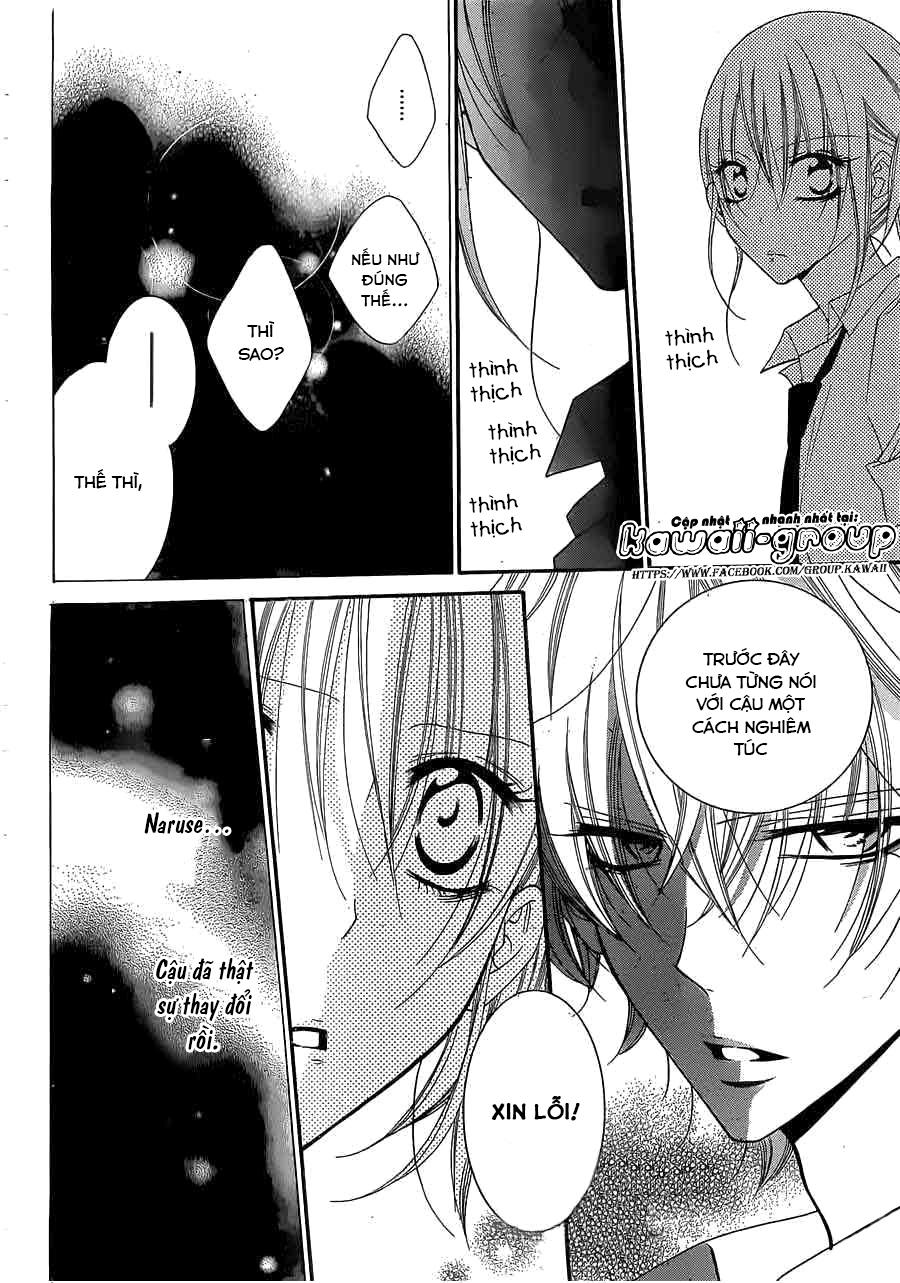 thình
thịch
thình
thịch
thình
thịch
thình
thịch
......
NẾU NHƯ
ĐÚNG
THẾ...
THÌ
SAO?
THẾ THÌ,
Cập nhật nhanh nhất tại:
kawaii-group
HTTPS://WWW.FACEBOOK.COM/GROUP.KAWAII
TRƯỚC ĐÂY
CHƯA TỪNG NÓI
VỚI CẬU MỘT
CÁCH NGHIÊM
TÚC
XIN LỖI!
Naruse...
Cậu đã thật
sự thay đổi
rồi.